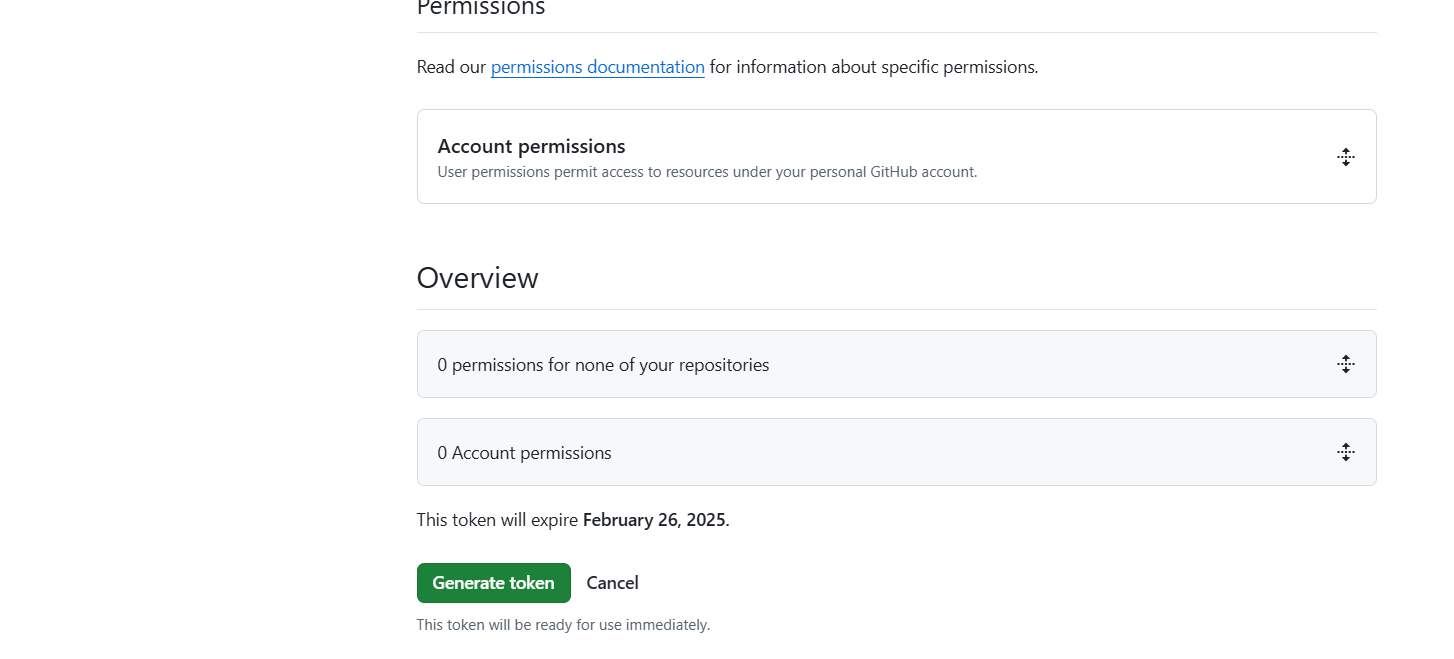 Permissions
Read our permissions documentation for information about specific permissions.
Account permissions
User permissions permit access to resources under your personal GitHub account.
Overview
0 permissions for none of your repositories
0 Account permissions
This token will expire February 26, 2025.
Generate token Cancel
This token will be ready for use immediately.